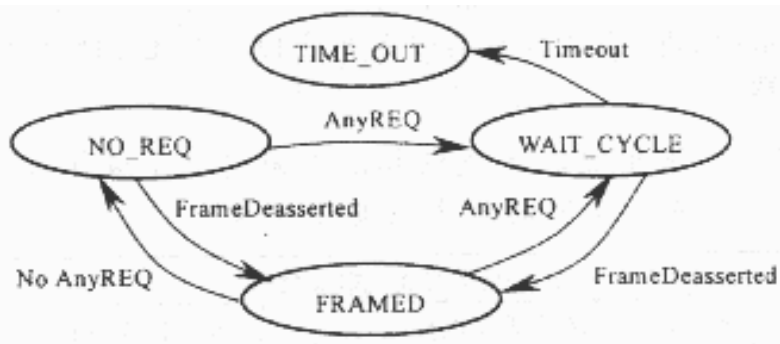 TIME_OUT
Timeout
AnyREQ
NO_REQ
WAIT_CYCLE
FrameDeasserted
AnyREQ
No AnyREQ
FrameDeasserted
FRAMED